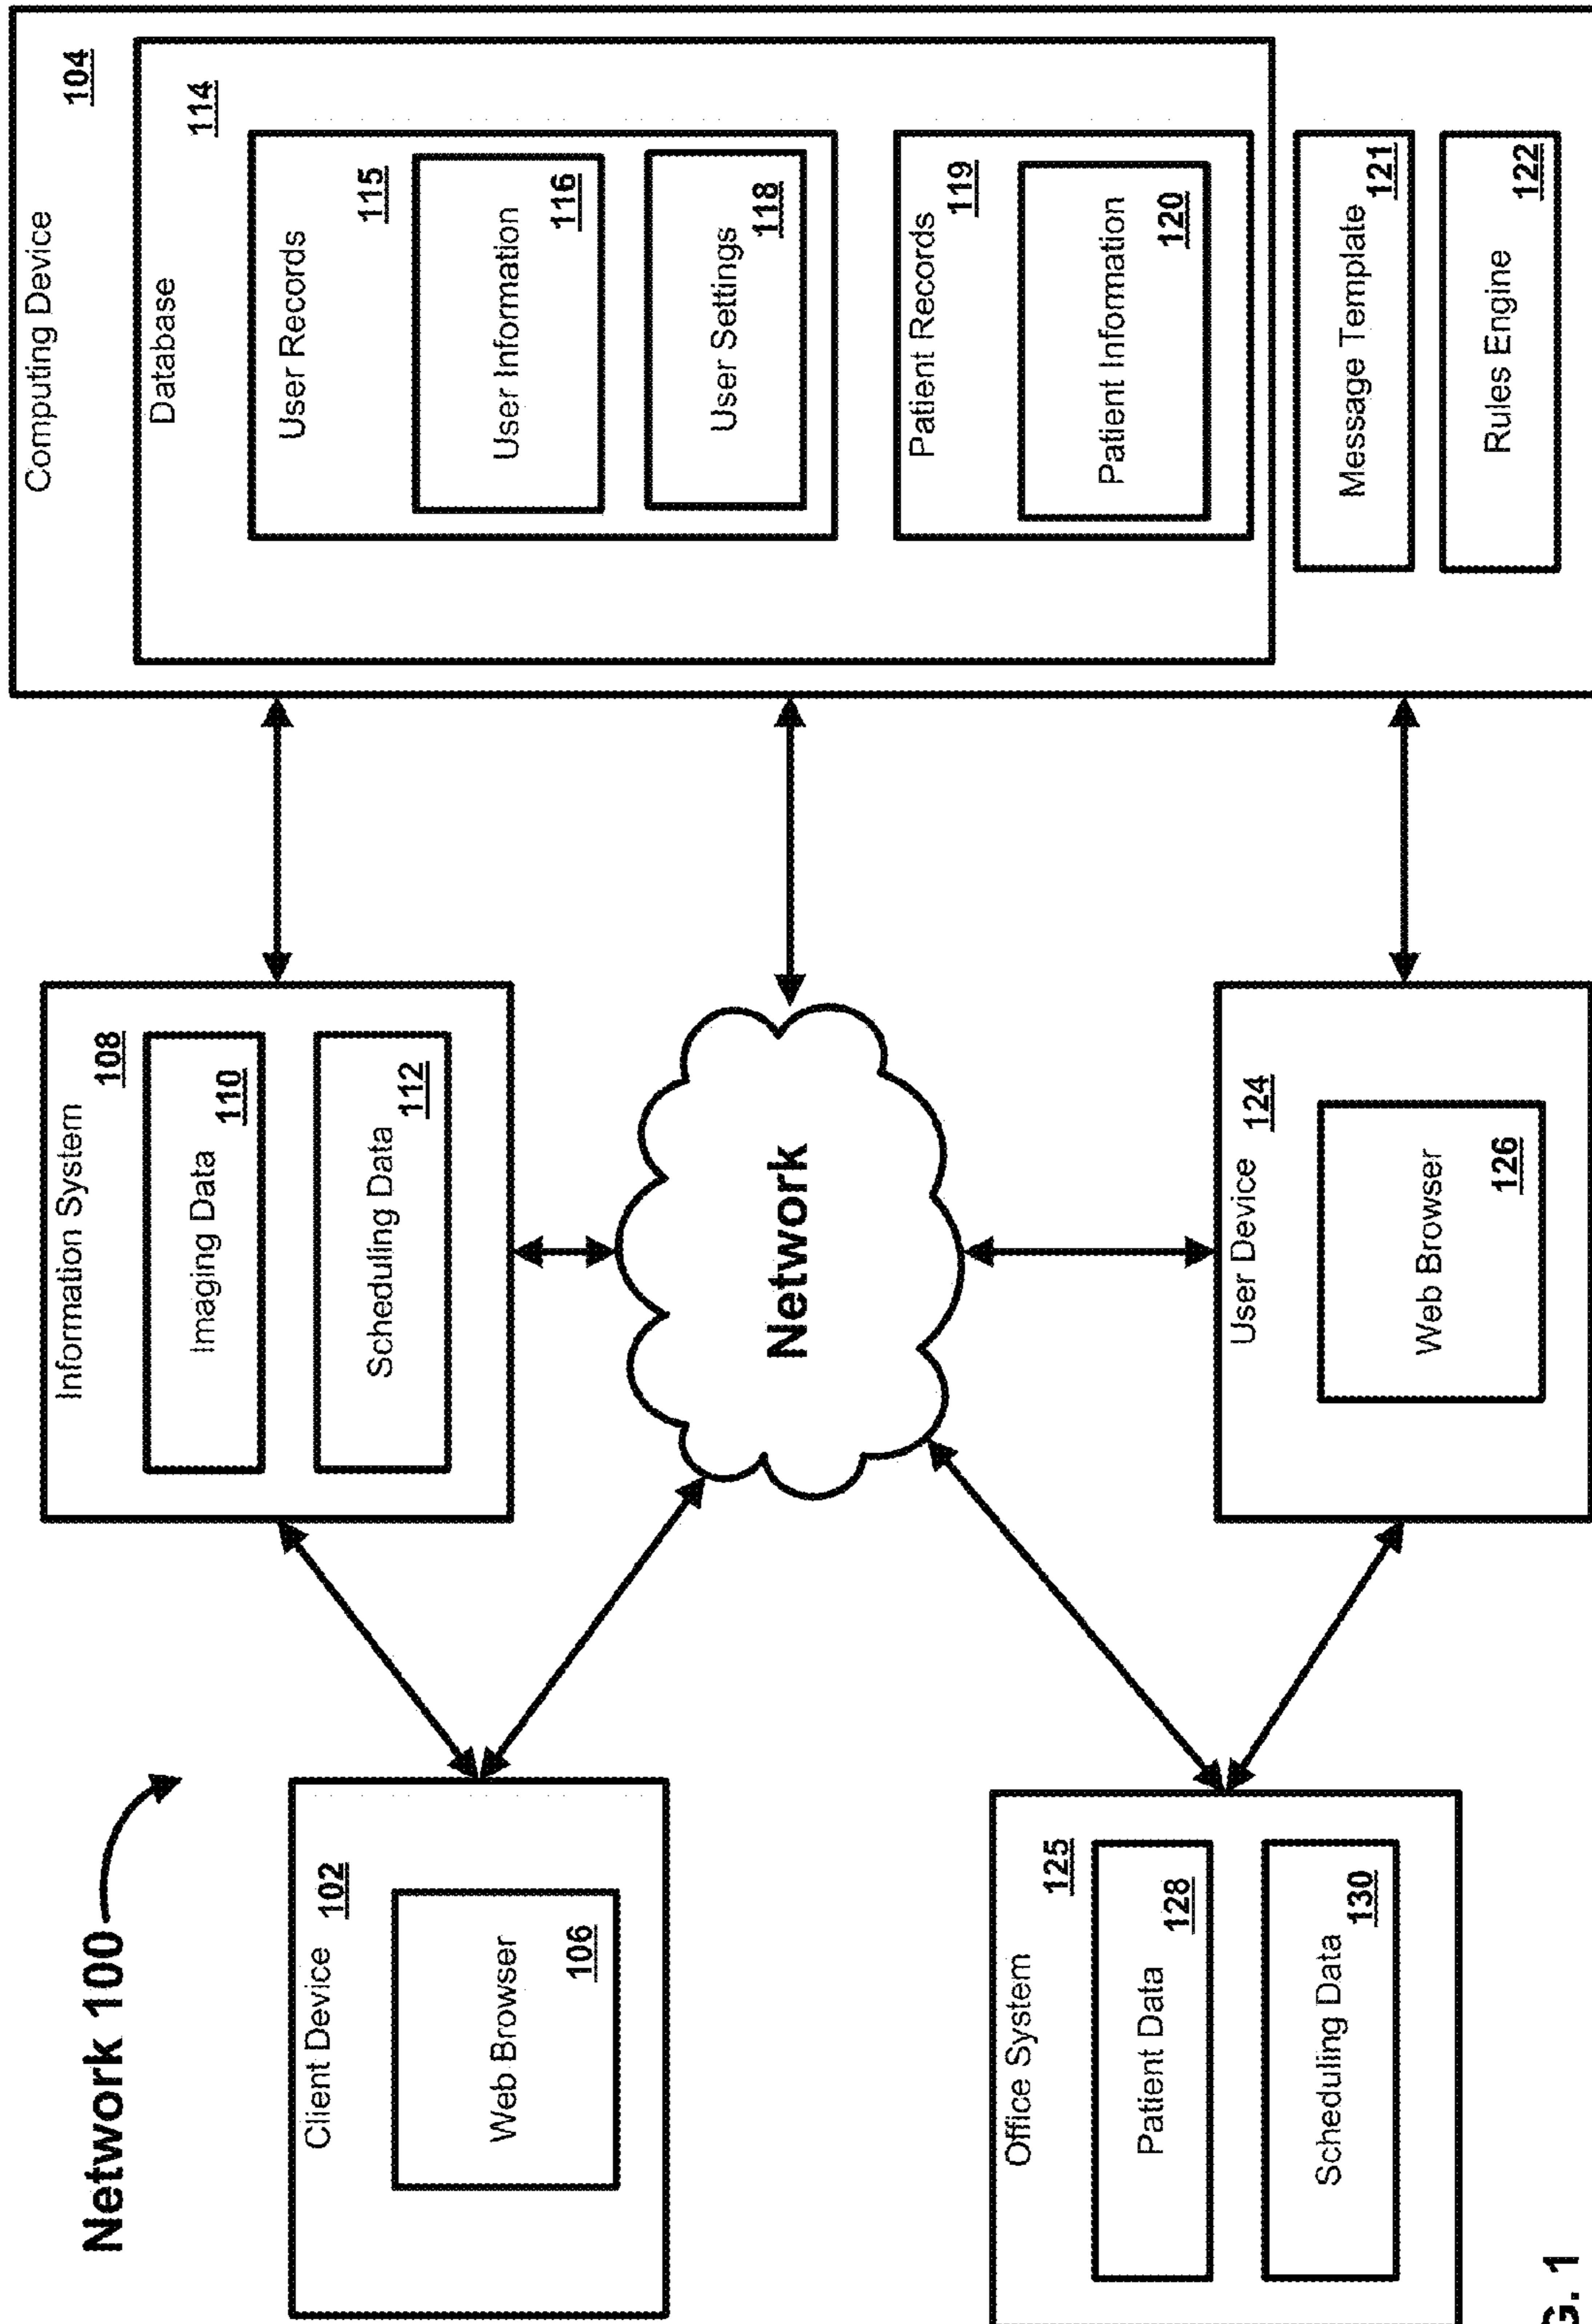 Network 100
Client Device
102
Web Browser
106
Office System
125
Patient Data
128
Scheduling Data
130
Information System
108
Imaging Data
110
Scheduling Data
112
Network
User Device
124
Web Browser
126
Computing Device
104
Database
114
User Records
115
User Information
116
User Settings
118
Patient Records
119
Patient Information
120
Message Template
121
Rules Engine
122
G. 1